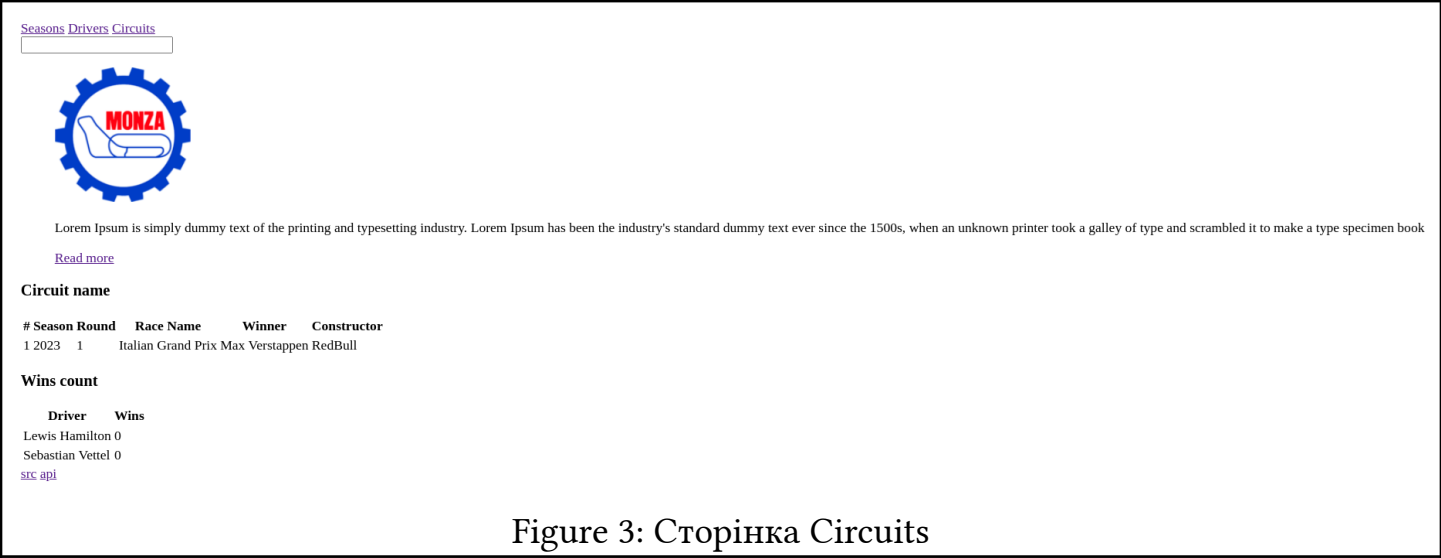 Seasons Drivers Circuits
MONZA
Lorem Ipsum is simply dummy text of the printing and typesetting industry. Lorem Ipsum has been the industry's standard dummy text ever since the 1500s, when an unknown printer took a galley of type and scrambled it to make a type specimen book
Read more
Circuit name
# Season Round Race Name Winner Constructor
1 2023 1 Italian Grand Prix Max Verstappen RedBull
Wins count
Driver Wins
Lewis Hamilton 0
Sebastian Vettel 0
src api
Figure 3: Сторінка Circuits